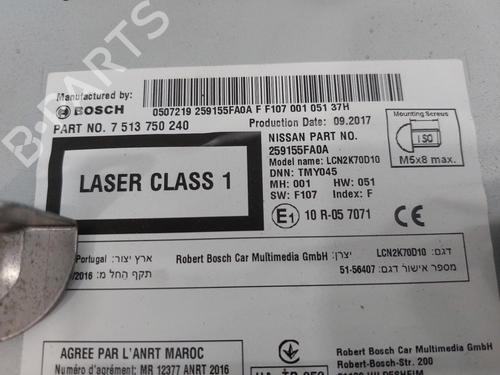 Manufactured by:
BOSCH
0507219 259155FA0A F F107 001 051 37H
PART NO. 7 513 750 240
Production Date: 09.2017
Mounting Screws
ISO
M5x8 max.
NISSAN PART NO.
259155FA0A
Model name: LCN2K70D10
DNN: TMY045
MH: 001 HW: 051
SW: F107 Index: F
LASER CLASS 1
E1 10 R-05 7071
CE
דגם: LCN2K70D10
יצרן: Robert Bosch Car Multimedia GmbH
ארץ יצור: Portugal
מספר אישור דגם: 51-56407
תקף החל מ: /2016
AGREE PAR L'ANRT MAROC
Numéro d'agrément: MR 12377 ANRT 2016
Robert Bosch Car Multimedia GmbH
Robert-Bosch-Str. 200
B-PARTS